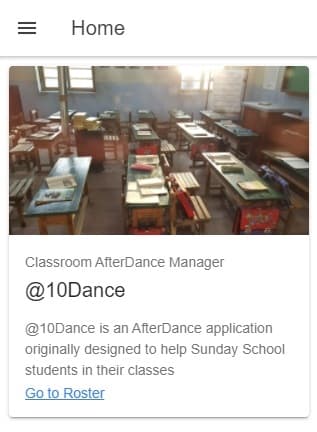 Home
Classroom AfterDance Manager
@10Dance
@10Dance is an AfterDance application
originally designed to help Sunday School
students in their classes
Go to Roster